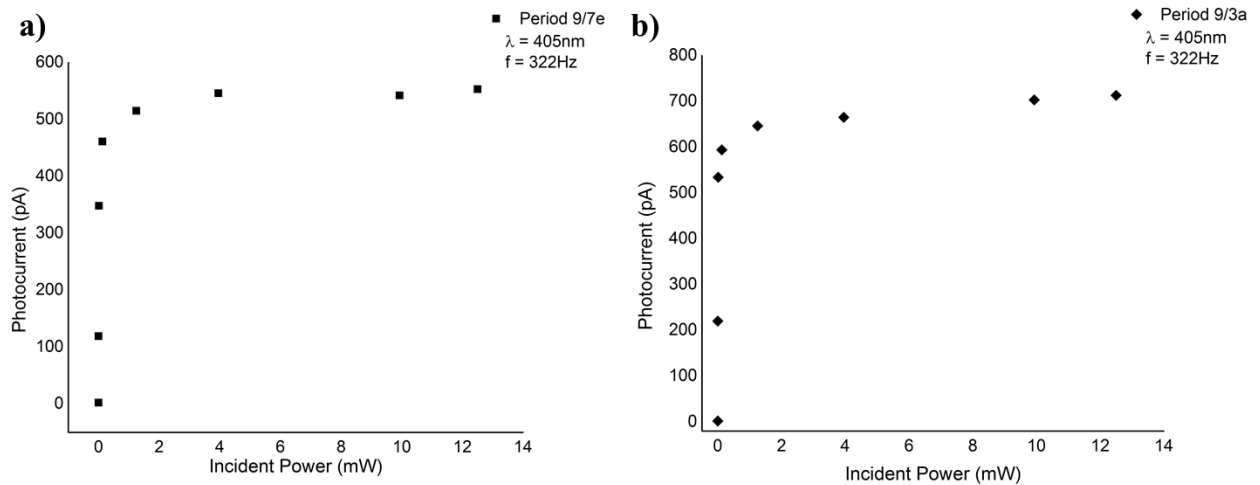 a)
Period 9/7e
λ = 405nm
f = 322Hz
600
500
400
300
200
100
0
Photocurrent (pA)
0 2 4 6 8 10 12 14
Incident Power (mW)
b)
Period 9/3a
λ = 405nm
f = 322Hz
800
700
600
500
400
300
200
100
0
Photocurrent (pA)
0 2 4 6 8 10 12 14
Incident Power (mW)